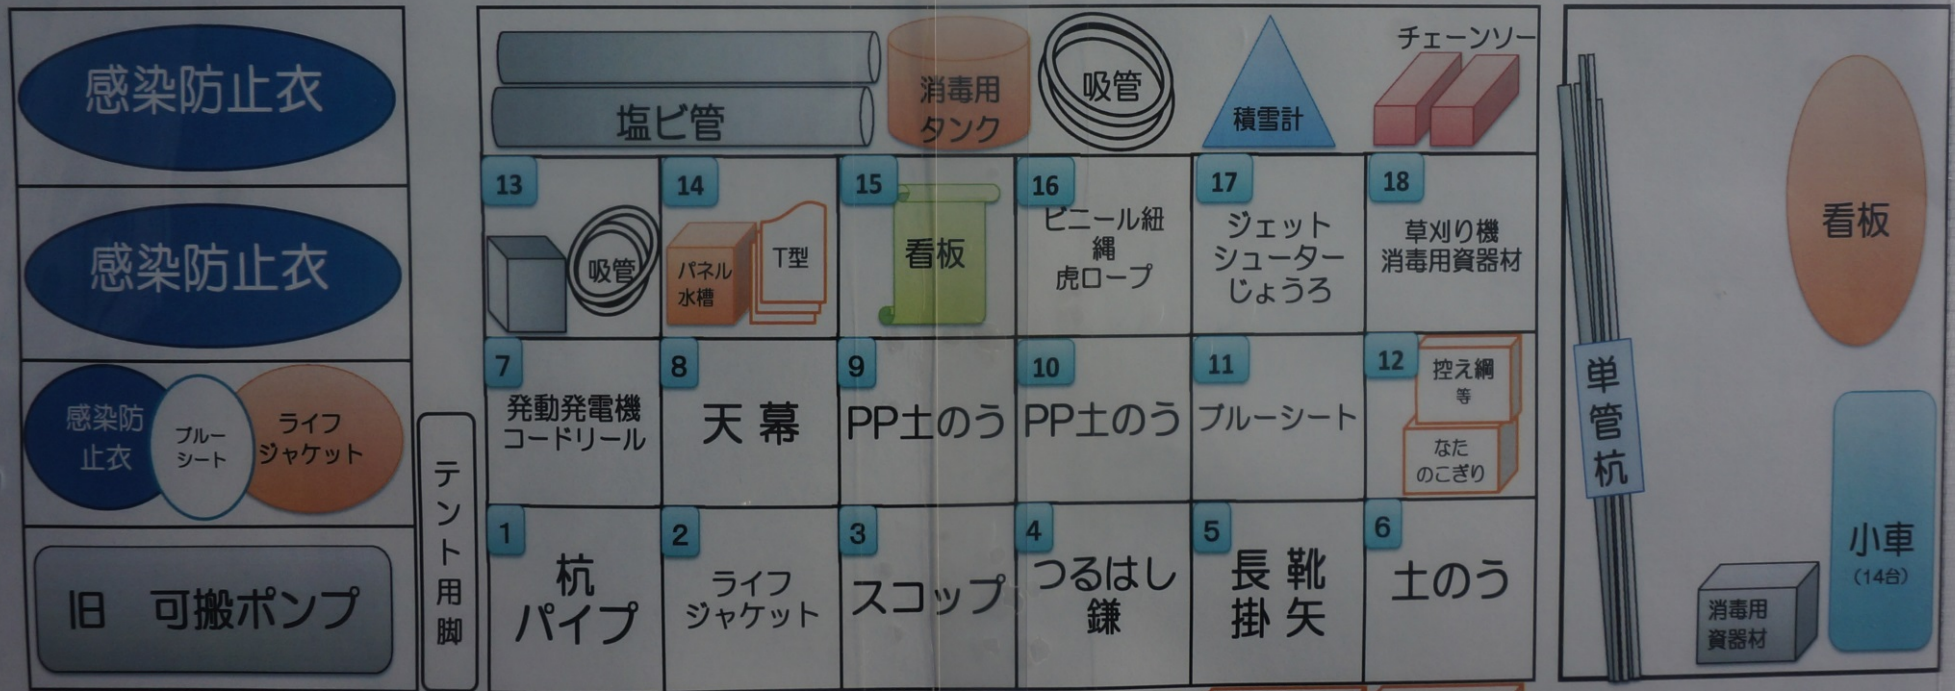 感染防止衣
感染防止衣
感染防
止衣
ブルー
シート
ライフ
ジャケット
旧　可搬ポンプ
テント用脚
塩ビ管
消毒用
タンク
吸管
積雪計
チェーンソー
13
吸管
14
パネル
水槽
T型
15
看板
16
ビニール紐
縄
虎ロープ
17
ジェット
シューター
じょうろ
18
草刈り機
消毒用資器材
7
発動発電機
コードリール
8
天幕
9
PP土のう
10
PP土のう
11
ブルーシート
12
控え綱
等
なた
のこぎり
1
杭
パイプ
2
ライフ
ジャケット
3
スコップ
4
つるはし
鎌
5
長靴
掛矢
6
土のう
単管杭
看板
小車
（14台）
消毒用
資器材